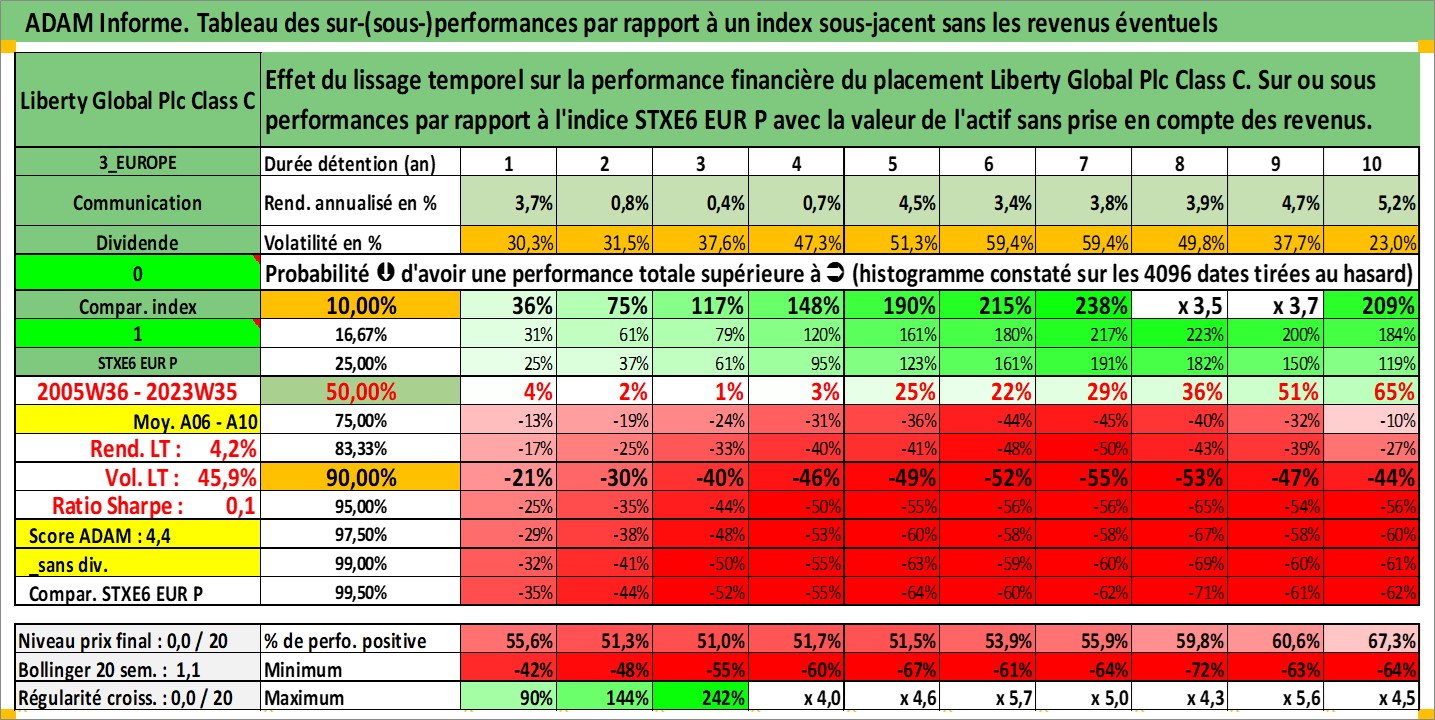 ADAM Informe. Tableau des sur-(sous-)performances par rapport à un index sous-jacent sans les revenus éventuels
Liberty Global Plc Class C
Effet du lissage temporel sur la performance financière du placement Liberty Global Plc Class C. Sur ou sous
performances par rapport à l'indice STXE6 EUR P avec la valeur de l'actif sans prise en compte des revenus.
3_EUROPE Durée détention (an) 1 2 3 4 5 6 7 8 9 10
Communication Rend. annualisé en % 3,7% 0,8% 0,4% 0,7% 4,5% 3,4% 3,8% 3,9% 4,7% 5,2%
Dividende Volatilité en % 30,3% 31,5% 37,6% 47,3% 51,3% 59,4% 59,4% 49,8% 37,7% 23,0%
0 Probabilité ⬇ d'avoir une performance totale supérieure à ➲ (histogramme constaté sur les 4096 dates tirées au hasard)
Compar. index 10,00% 36% 75% 117% 148% 190% 215% 238% x 3,5 x 3,7 209%
1 16,67% 31% 61% 79% 120% 161% 180% 217% 223% 200% 184%
STXE6 EUR P 25,00% 25% 37% 61% 95% 123% 161% 191% 182% 150% 119%
2005W36 - 2023W35 50,00% 4% 2% 1% 3% 25% 22% 29% 36% 51% 65%
Moy. A06 - A10 75,00% -13% -19% -24% -31% -36% -44% -45% -40% -32% -10%
Rend. LT : 4,2% 83,33% -17% -25% -33% -40% -41% -48% -50% -43% -39% -27%
Vol. LT : 45,9% 90,00% -21% -30% -40% -46% -49% -52% -55% -53% -47% -44%
Ratio Sharpe : 0,1 95,00% -25% -35% -44% -50% -55% -56% -56% -65% -54% -56%
Score ADAM : 4,4 97,50% -29% -38% -48% -53% -60% -58% -58% -67% -58% -60%
_sans div. 99,00% -32% -41% -50% -55% -63% -59% -60% -69% -60% -61%
Compar. STXE6 EUR P 99,50% -35% -44% -52% -55% -64% -60% -62% -71% -61% -62%
Niveau prix final : 0,0 / 20 % de perfo. positive 55,6% 51,3% 51,0% 51,7% 51,5% 53,9% 55,9% 59,8% 60,6% 67,3%
Bollinger 20 sem. : 1,1 Minimum -42% -48% -55% -60% -67% -61% -64% -72% -63% -64%
Régularité croiss. : 0,0 / 20 Maximum 90% 144% 242% x 4,0 x 4,6 x 5,7 x 5,0 x 4,3 x 5,6 x 4,5